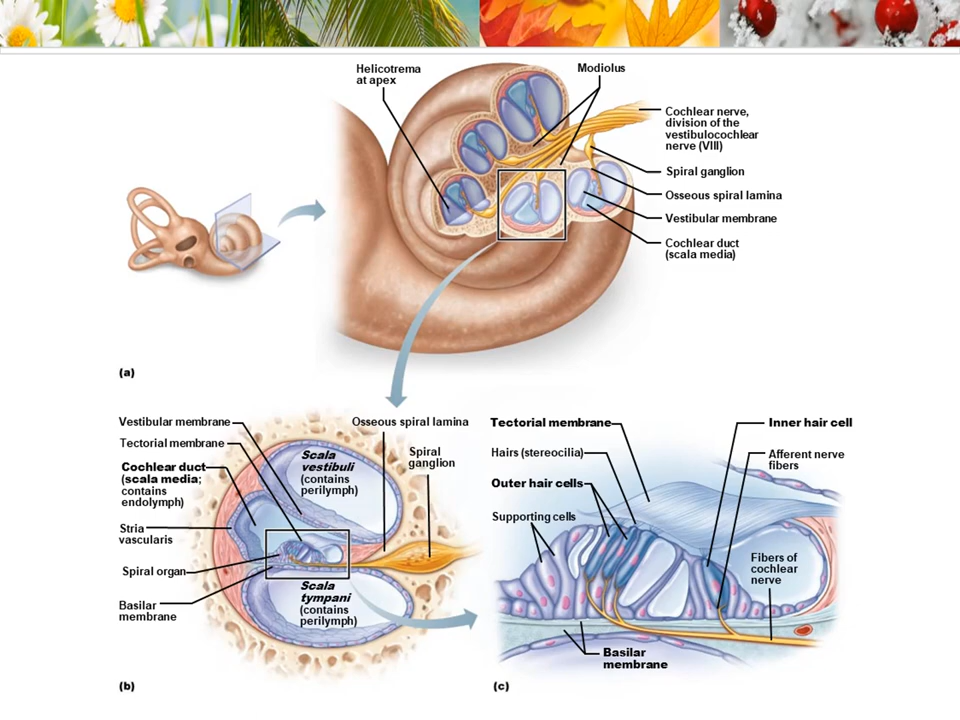 Helicotrema
at apex
Modiolus
Cochlear nerve,
division of the
vestibulocochlear
nerve (VIII)
Spiral ganglion
Osseous spiral lamina
Vestibular membrane
Cochlear duct
(scala media)
(a)
Vestibular membrane
Tectorial membrane
Cochlear duct
(scala media;
contains
endolymph)
Stria
vascularis
Spiral organ
Basilar
membrane
Scala
vestibuli
(contains
perilymph)
Osseous spiral lamina
Spiral
ganglion
Scala
tympani
(contains
perilymph)
(b)
Tectorial membrane
Hairs (stereocilia)
Outer hair cells
Supporting cells
Inner hair cell
Afferent nerve
fibers
Fibers of
cochlear
nerve
Basilar
membrane
(c)